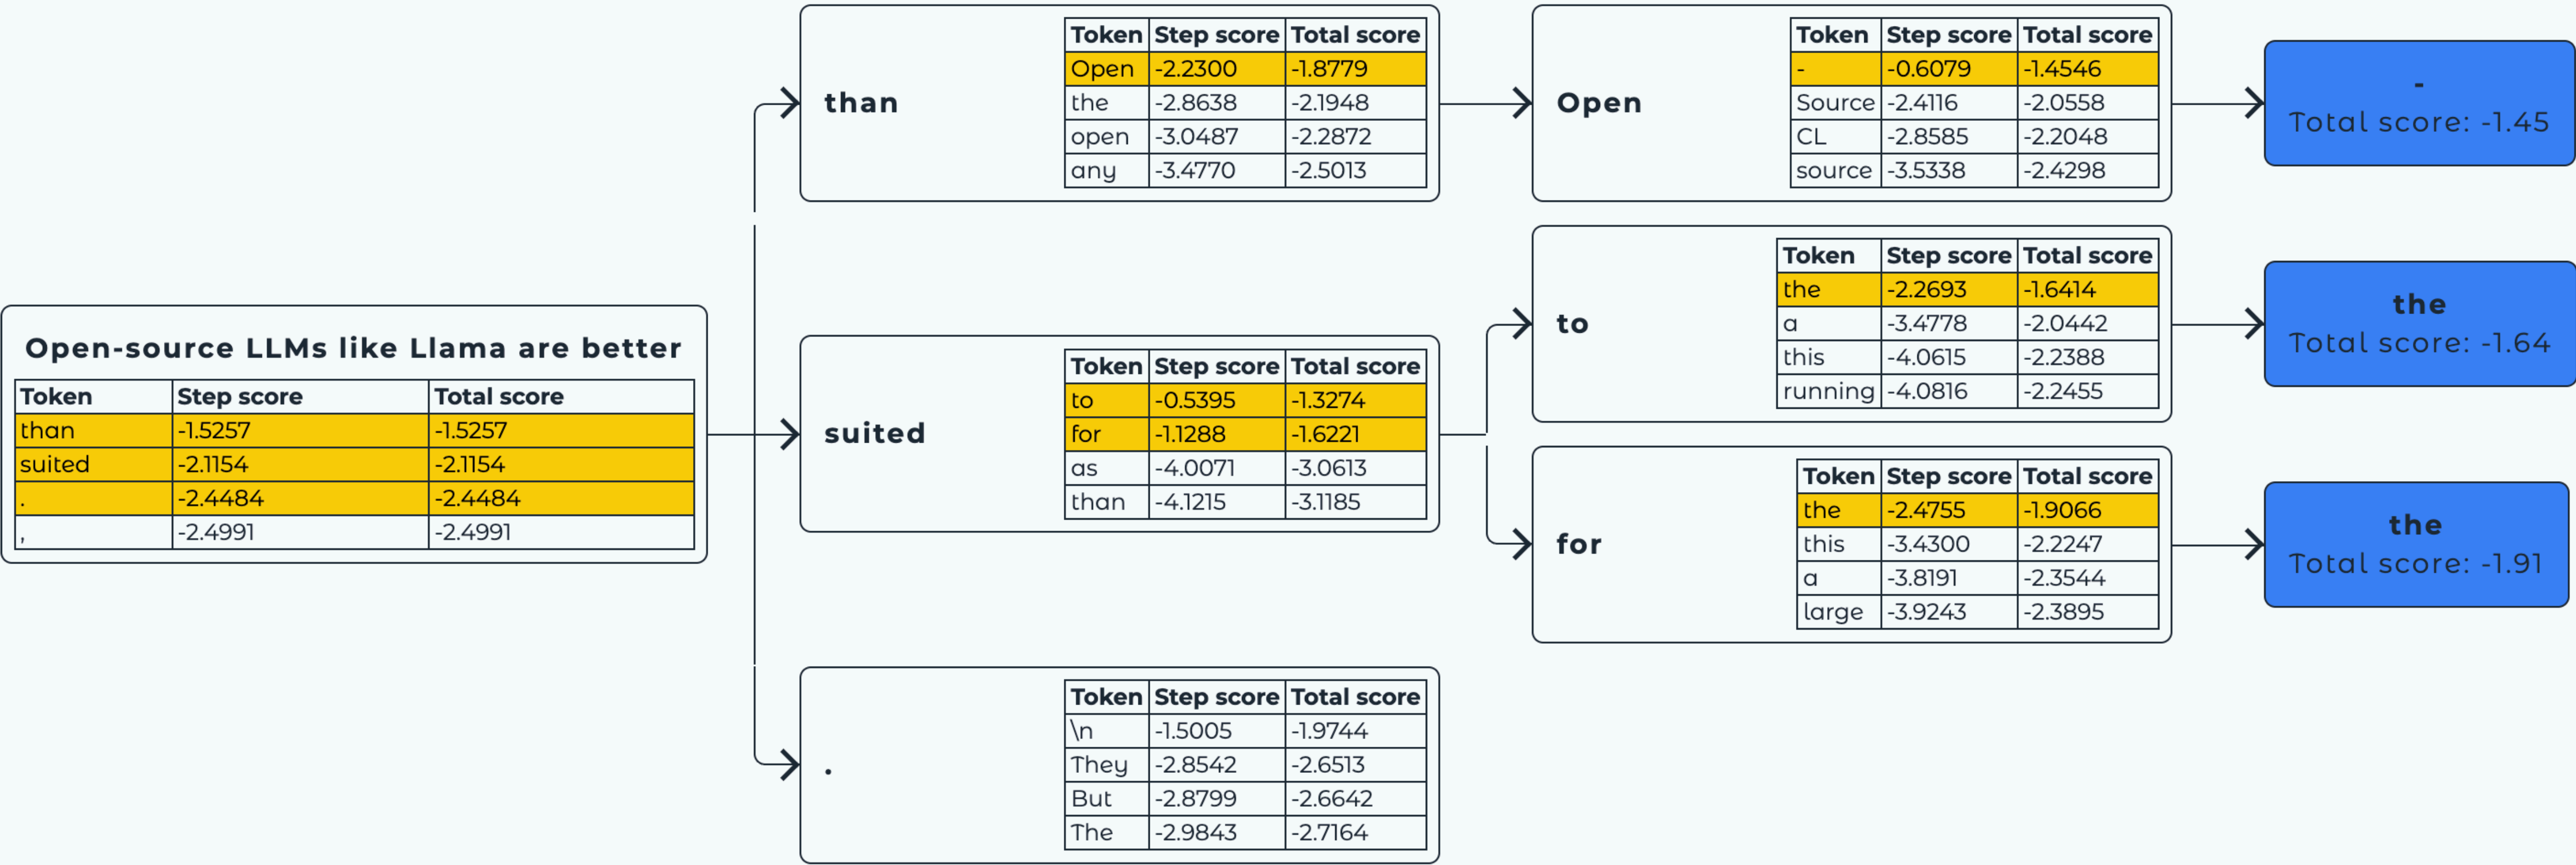 than
Token Step score Total score
Open -2.2300 -1.8779
the -2.8638 -2.1948
open -3.0487 -2.2872
any -3.4770 -2.5013
Open
Token Step score Total score
- -0.6079 -1.4546
Source -2.4116 -2.0558
CL -2.8585 -2.2048
source -3.5338 -2.4298
-
Total score: -1.45
Open-source LLMs like Llama are better
Token Step score Total score
than -1.5257 -1.5257
suited -2.1154 -2.1154
. -2.4484 -2.4484
, -2.4991 -2.4991
suited
Token Step score Total score
to -0.5395 -1.3274
for -1.1288 -1.6221
as -4.0071 -3.0613
than -4.1215 -3.1185
to
Token Step score Total score
the -2.2693 -1.6414
a -3.4778 -2.0442
this -4.0615 -2.2388
running -4.0816 -2.2455
the
Total score: -1.64
for
Token Step score Total score
the -2.4755 -1.9066
this -3.4300 -2.2247
a -3.8191 -2.3544
large -3.9243 -2.3895
the
Total score: -1.91
.
Token Step score Total score
\n -1.5005 -1.9744
They -2.8542 -2.6513
But -2.8799 -2.6642
The -2.9843 -2.7164